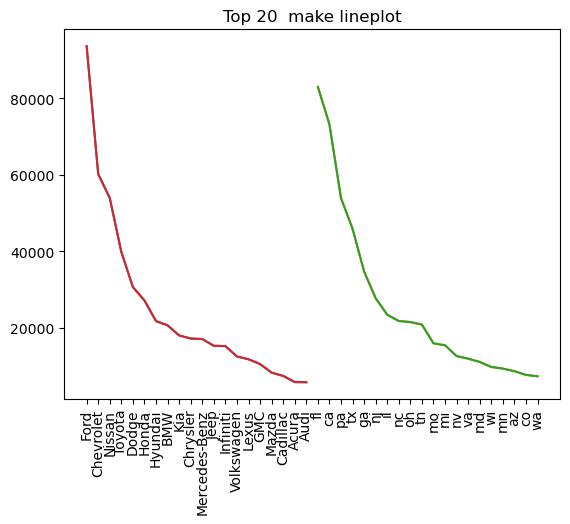 Top 20  make lineplot
80000
60000
40000
20000
Ford
Chevrolet
Nissan
Toyota
Dodge
Honda
Hyundai
BMW
Kia
Chrysler
Mercedes-Benz
Jeep
Infiniti
Volkswagen
Lexus
GMC
Mazda
Cadillac
Acura
Audi
fl
ca
pa
tx
ga
nj
il
nc
oh
tn
mo
mi
nv
va
md
wi
mn
az
co
wa